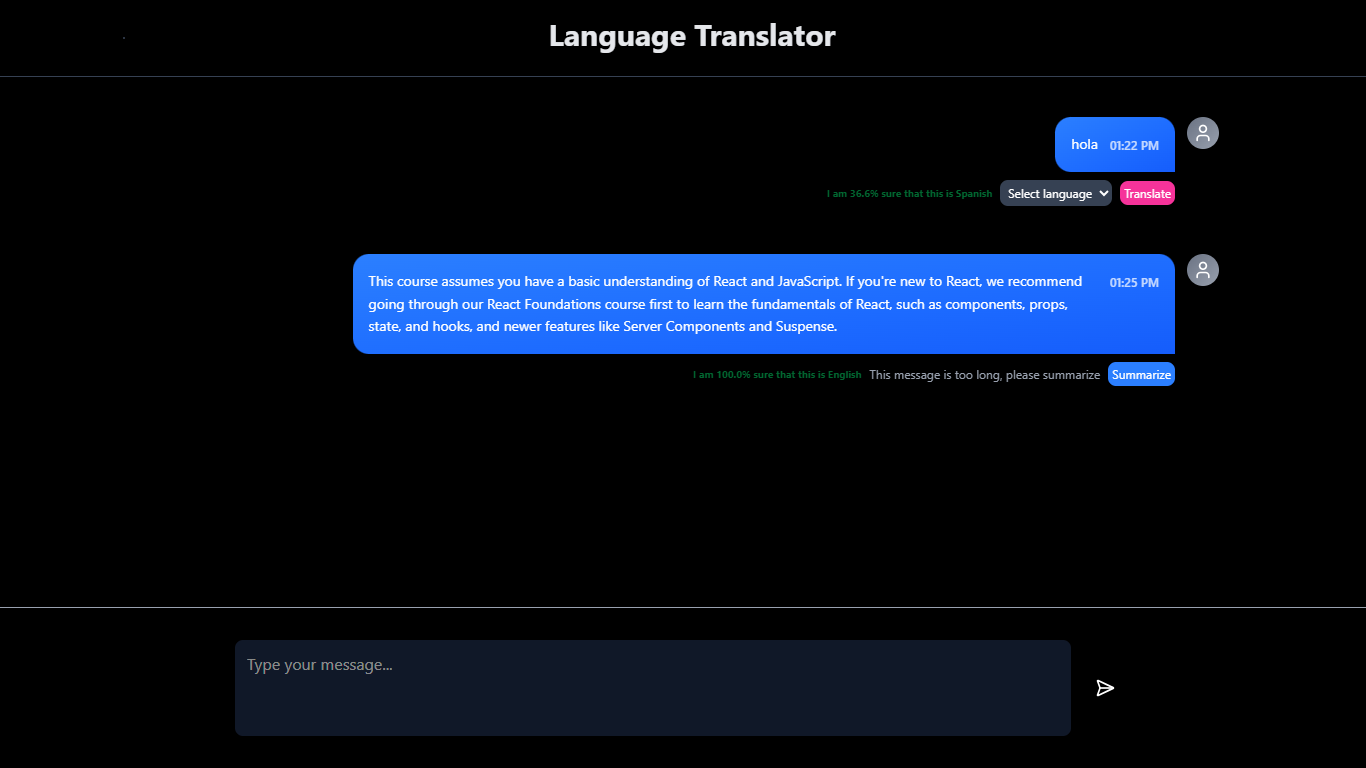 Language Translator
hola 01:22 PM
I am 36.6% sure that this is Spanish Select language Translate
This course assumes you have a basic understanding of React and JavaScript. If you're new to React, we recommend 01:25 PM
going through our React Foundations course first to learn the fundamentals of React, such as components, props,
state, and hooks, and newer features like Server Components and Suspense.
I am 100.0% sure that this is English This message is too long, please summarize Summarize
Type your message...